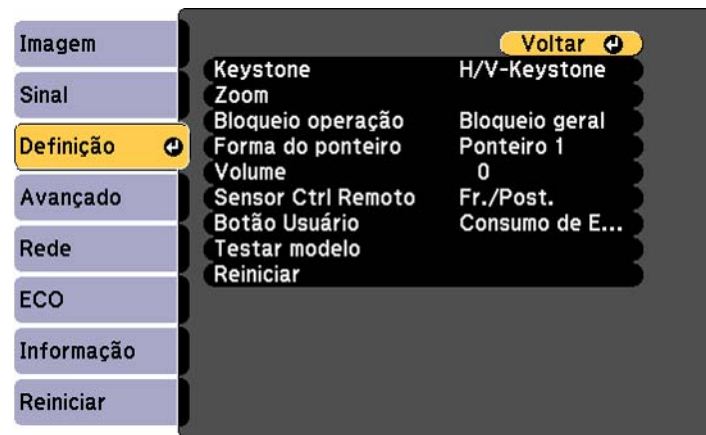 Imagem
Sinal
Definição
Avançado
Rede
ECO
Informação
Reiniciar
Voltar
Keystone H/V-Keystone
Zoom
Bloqueio operação Bloqueio geral
Forma do ponteiro Ponteiro 1
Volume 0
Sensor Ctrl Remoto Fr./Post.
Botão Usuário Consumo de E...
Testar modelo
Reiniciar